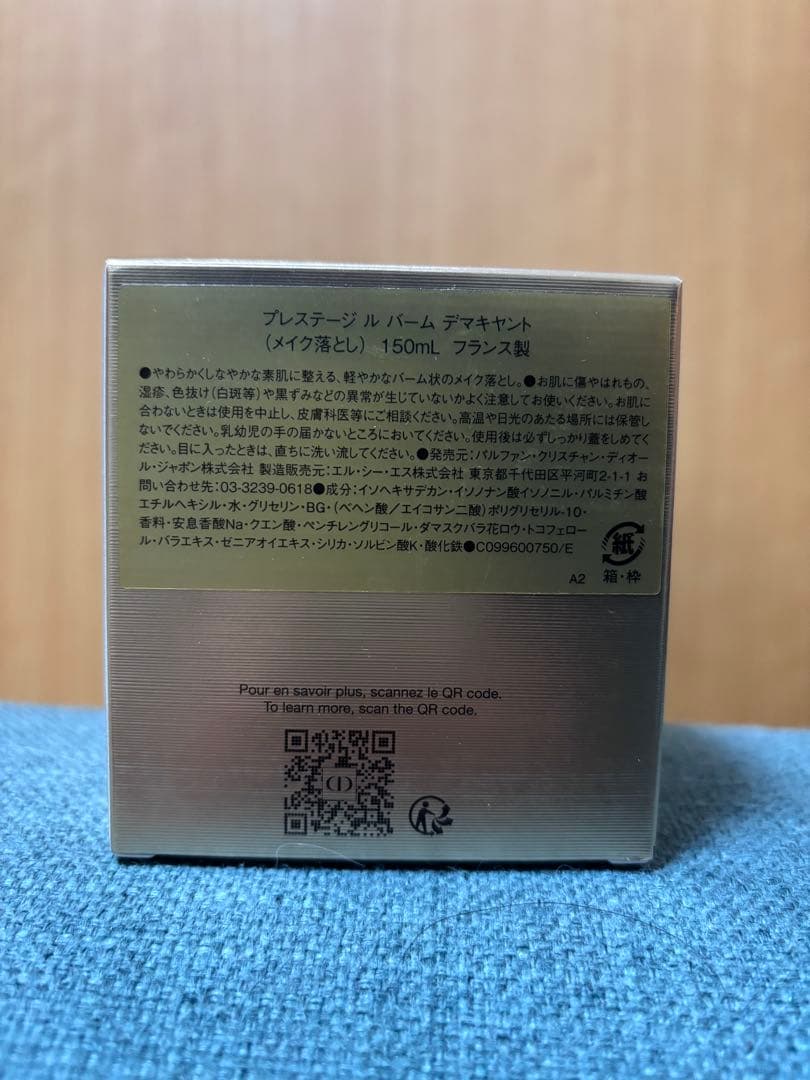 プレステージ ル バーム デマキヤント
(メイク落とし) 150mL フランス製
●やわらかくしなやかな素肌に整える、軽やかなバーム状のメイク落とし。●お肌に傷やはれもの、
湿疹、色抜け(白斑等)や黒ずみなどの異常が生じていないかよく注意してお使いください。お肌に
合わないときは使用を中止し、皮膚科医等にご相談ください。高温や日光のあたる場所には保管し
ないでください。乳幼児の手の届かないところにおいてください。使用後は必ずしっかり蓋をしめてく
ださい。目に入ったときは、直ちに洗い流してください。●発売元：パルファン・クリスチャン・ディオー
ル・ジャポン株式会社 製造販売元：エル・シー・エス株式会社 東京都千代田区平河町2-1-1 お
問い合わせ先：03-3239-0618●成分：イソヘキサデカン・イソノナン酸イソノニル・パルミチン酸
エチルヘキシル・水・グリセリン・BG・(ベヘン酸／エイコサン二酸)ポリグリセリル-10・
香料・安息香酸Na・クエン酸・ペンチレングリコール・ダマスクバラ花ロウ・トコフェロー
ル・バラエキス・ゼニアオイエキス・シリカ・ソルビン酸K・酸化鉄●C099600750/E
紙
A2 箱・枠
Pour en savoir plus, scannez le QR code.
To learn more, scan the QR code.
CD